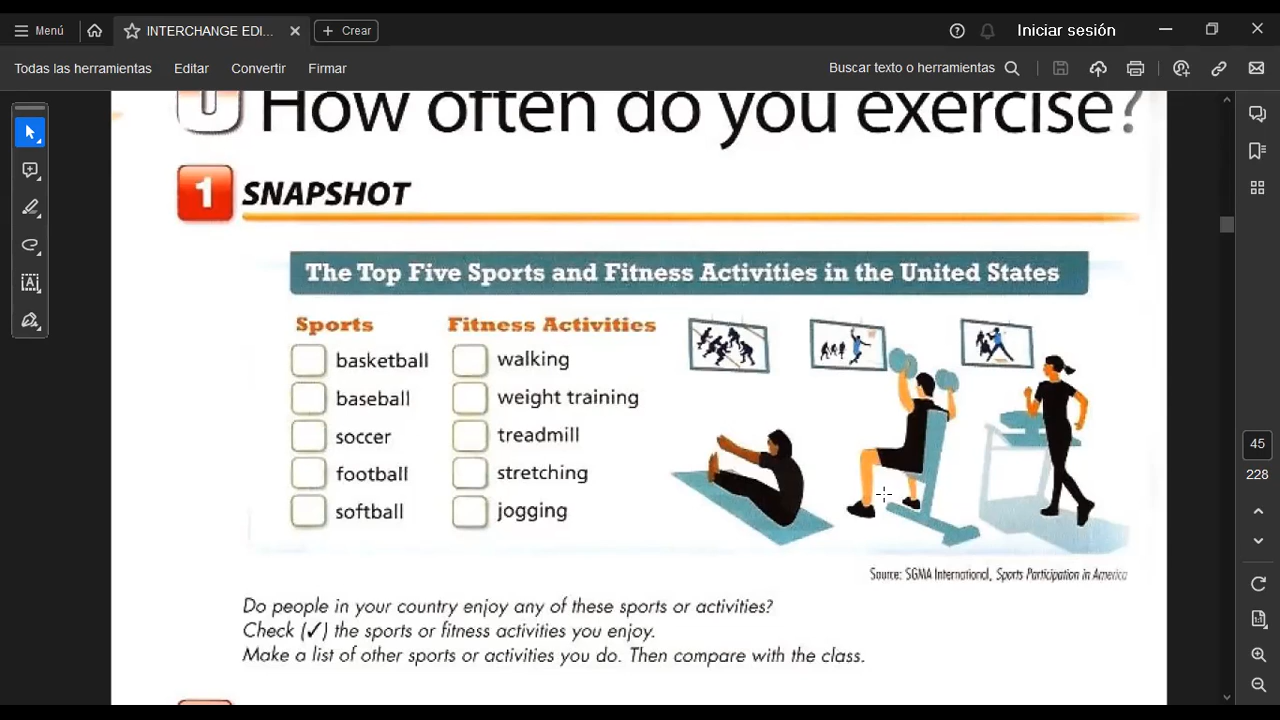 Menú
INTERCHANGE EDI...
Crear
Iniciar sesión
Todas las herramientas
Editar
Convertir
Firmar
Buscar texto o herramientas
How often do you exercise?
1 SNAPSHOT
The Top Five Sports and Fitness Activities in the United States
Sports
basketball
baseball
soccer
football
softball
Fitness Activities
walking
weight training
treadmill
stretching
jogging
Source: SGMA International, Sports Participation in America
Do people in your country enjoy any of these sports or activities?
Check (✓) the sports or fitness activities you enjoy.
Make a list of other sports or activities you do. Then compare with the class.
45
228